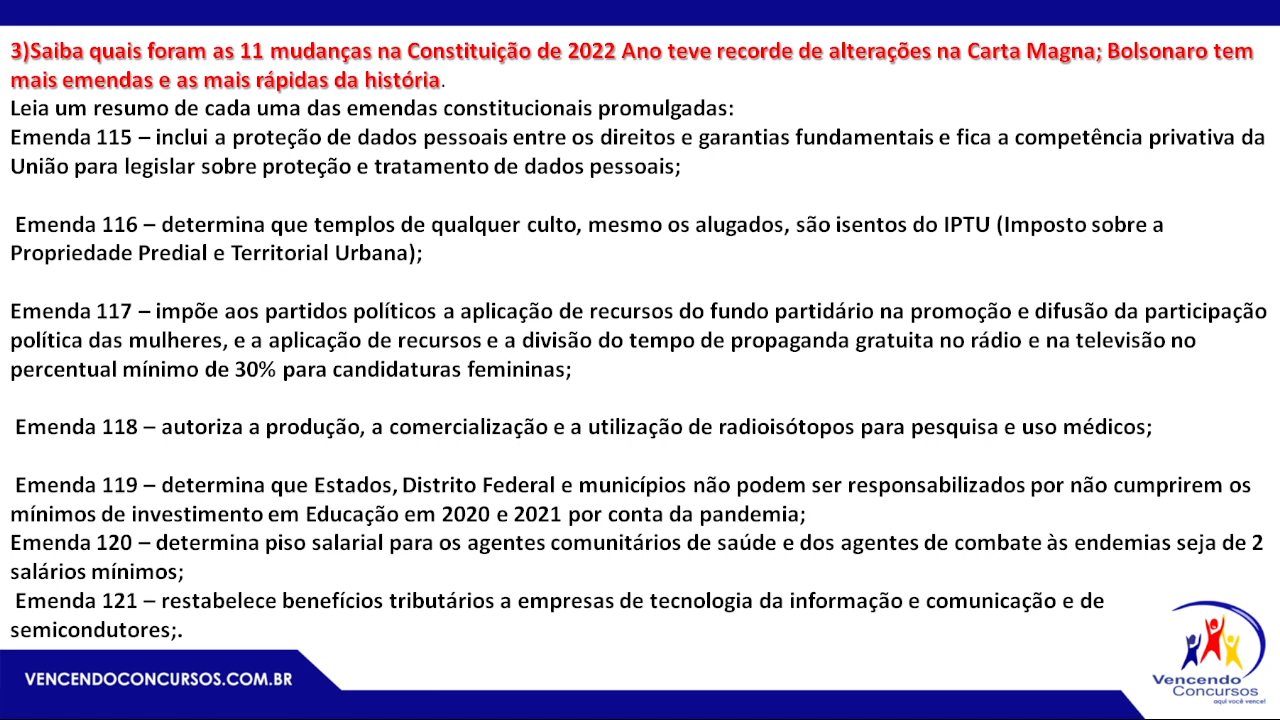 3)Saiba quais foram as 11 mudanças na Constituição de 2022 Ano teve recorde de alterações na Carta Magna; Bolsonaro tem
mais emendas e as mais rápidas da história.
Leia um resumo de cada uma das emendas constitucionais promulgadas:
Emenda 115 – inclui a proteção de dados pessoais entre os direitos e garantias fundamentais e fica a competência privativa da
União para legislar sobre proteção e tratamento de dados pessoais;
Emenda 116 – determina que templos de qualquer culto, mesmo os alugados, são isentos do IPTU (Imposto sobre a
Propriedade Predial e Territorial Urbana);
Emenda 117 – impõe aos partidos políticos a aplicação de recursos do fundo partidário na promoção e difusão da participação
política das mulheres, e a aplicação de recursos e a divisão do tempo de propaganda gratuita no rádio e na televisão no
percentual mínimo de 30% para candidaturas femininas;
Emenda 118 – autoriza a produção, a comercialização e a utilização de radioisótopos para pesquisa e uso médicos;
Emenda 119 – determina que Estados, Distrito Federal e municípios não podem ser responsabilizados por não cumprirem os
mínimos de investimento em Educação em 2020 e 2021 por conta da pandemia;
Emenda 120 – determina piso salarial para os agentes comunitários de saúde e dos agentes de combate às endemias seja de 2
salários mínimos;
Emenda 121 – restabelece benefícios tributários a empresas de tecnologia da informação e comunicação e de
semicondutores;.
VENCENDOCONCURSOS.COM.BR
Vencendo
Concursos
aqui você vence!